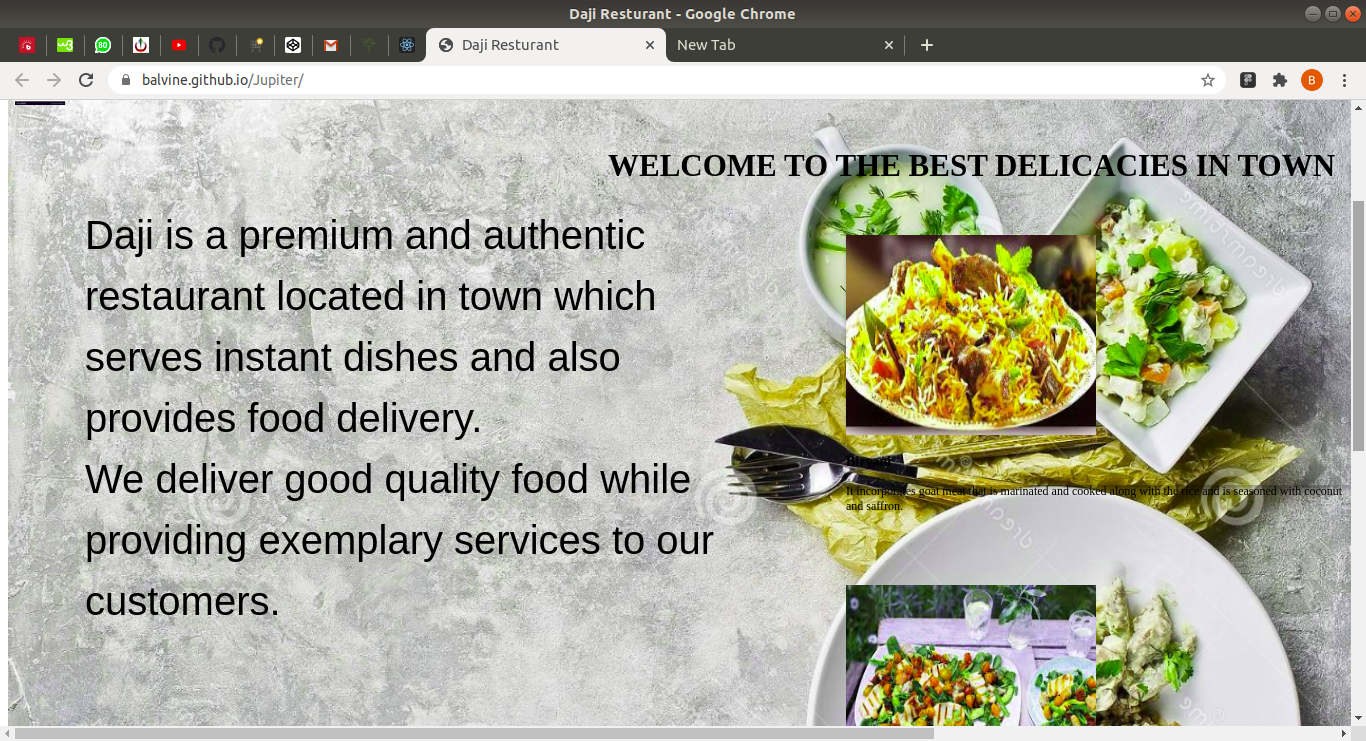 Daji Resturant - Google Chrome
Daji Resturant
New Tab
balvine.github.io/Jupiter/
B
WELCOME TO THE BEST DELICACIES IN TOWN
Daji is a premium and authentic
restaurant located in town which
serves instant dishes and also
provides food delivery.
We deliver good quality food while
providing exemplary services to our
customers.
It incorporates goat meat that is marinated and cooked along with the rice and is seasoned with coconut
and saffron.